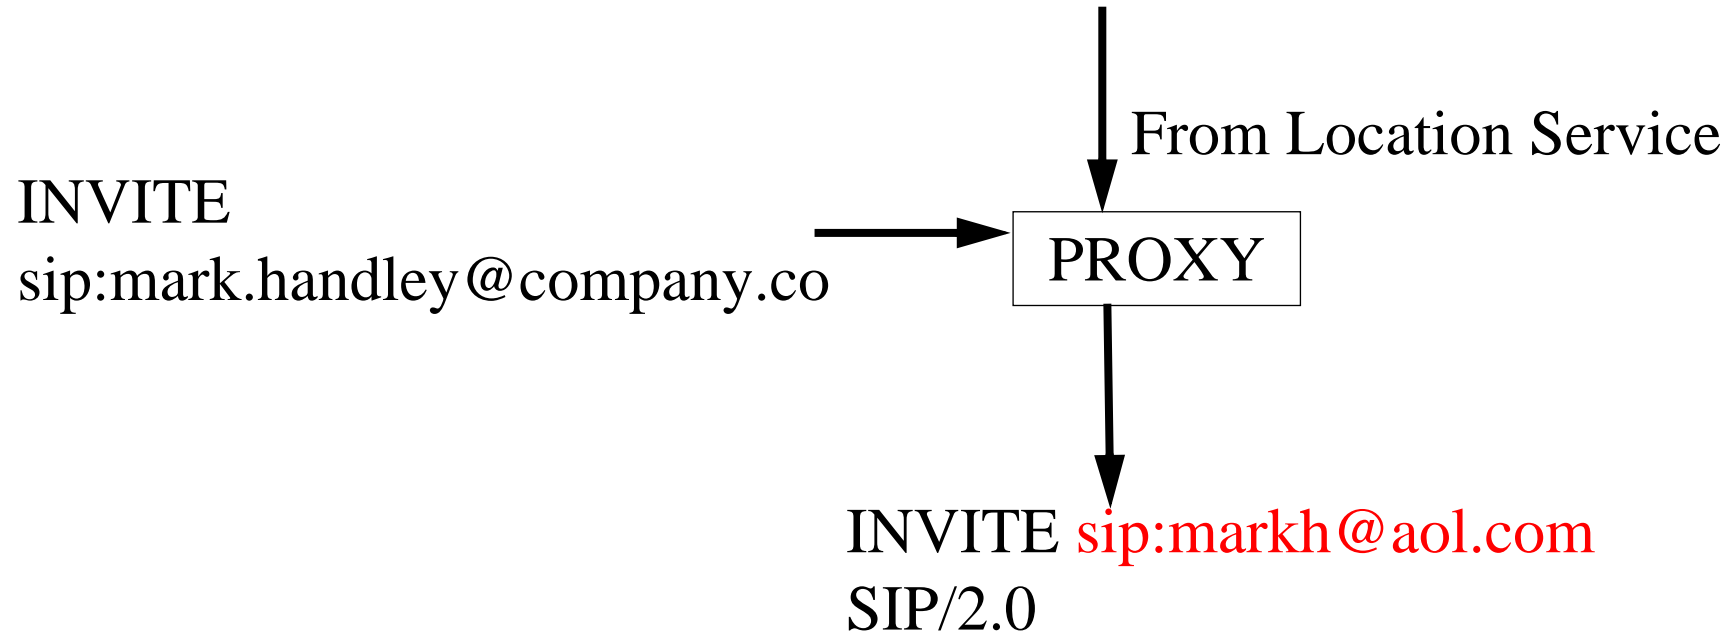 From Location Service
INVITE
sip:mark.handley@company.co
PROXY
INVITE sip:markh@aol.com
SIP/2.0